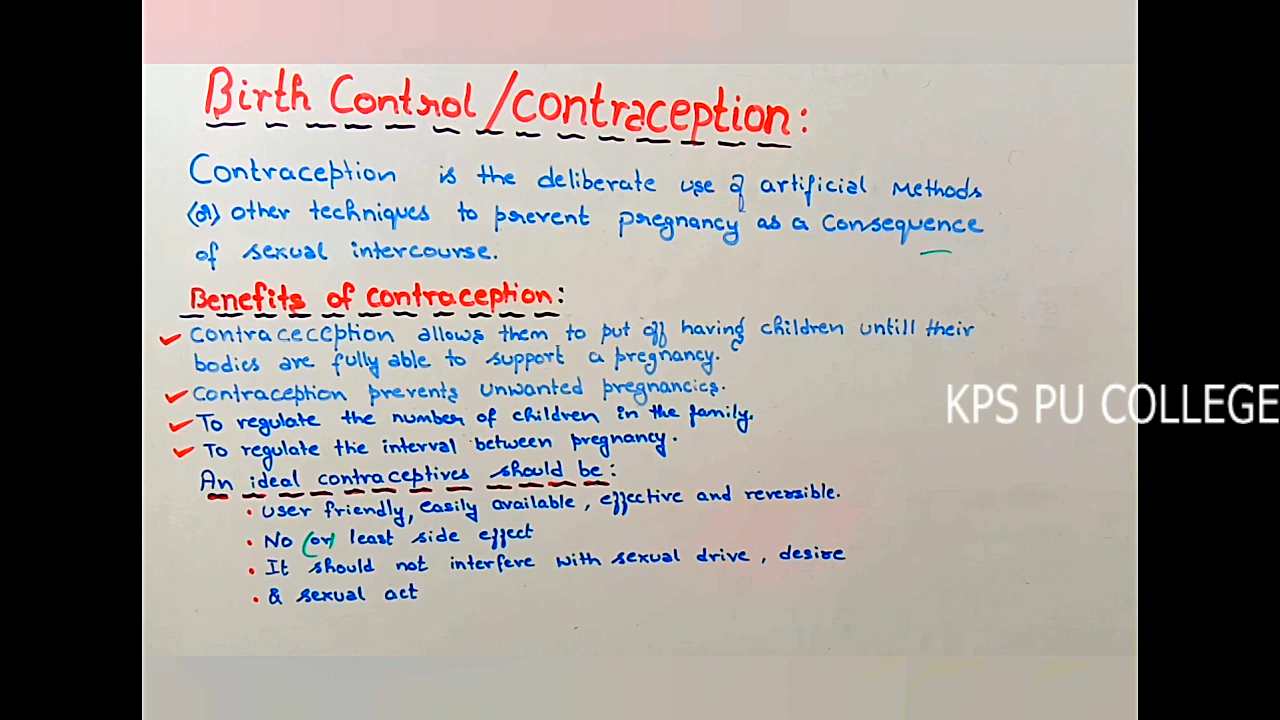 Birth Control/contraception:
Contraception is the deliberate use of artificial Methods
(or) other techniques to prevent pregnancy as a consequence
of sexual intercourse.
Benefits of contraception:
contracecption allows them to put off having children untill their
bodies are fully able to support a pregnancy.
contraception prevents unwanted pregnancies.
To regulate the number of children in the family.
To regulate the interval between pregnancy.
An ideal contraceptives should be:
• user friendly, easily available, effective and reversible.
• No (or) least side effect
• It should not interfere with sexual drive, desire
• & sexual act
KPS PU COLLEGE